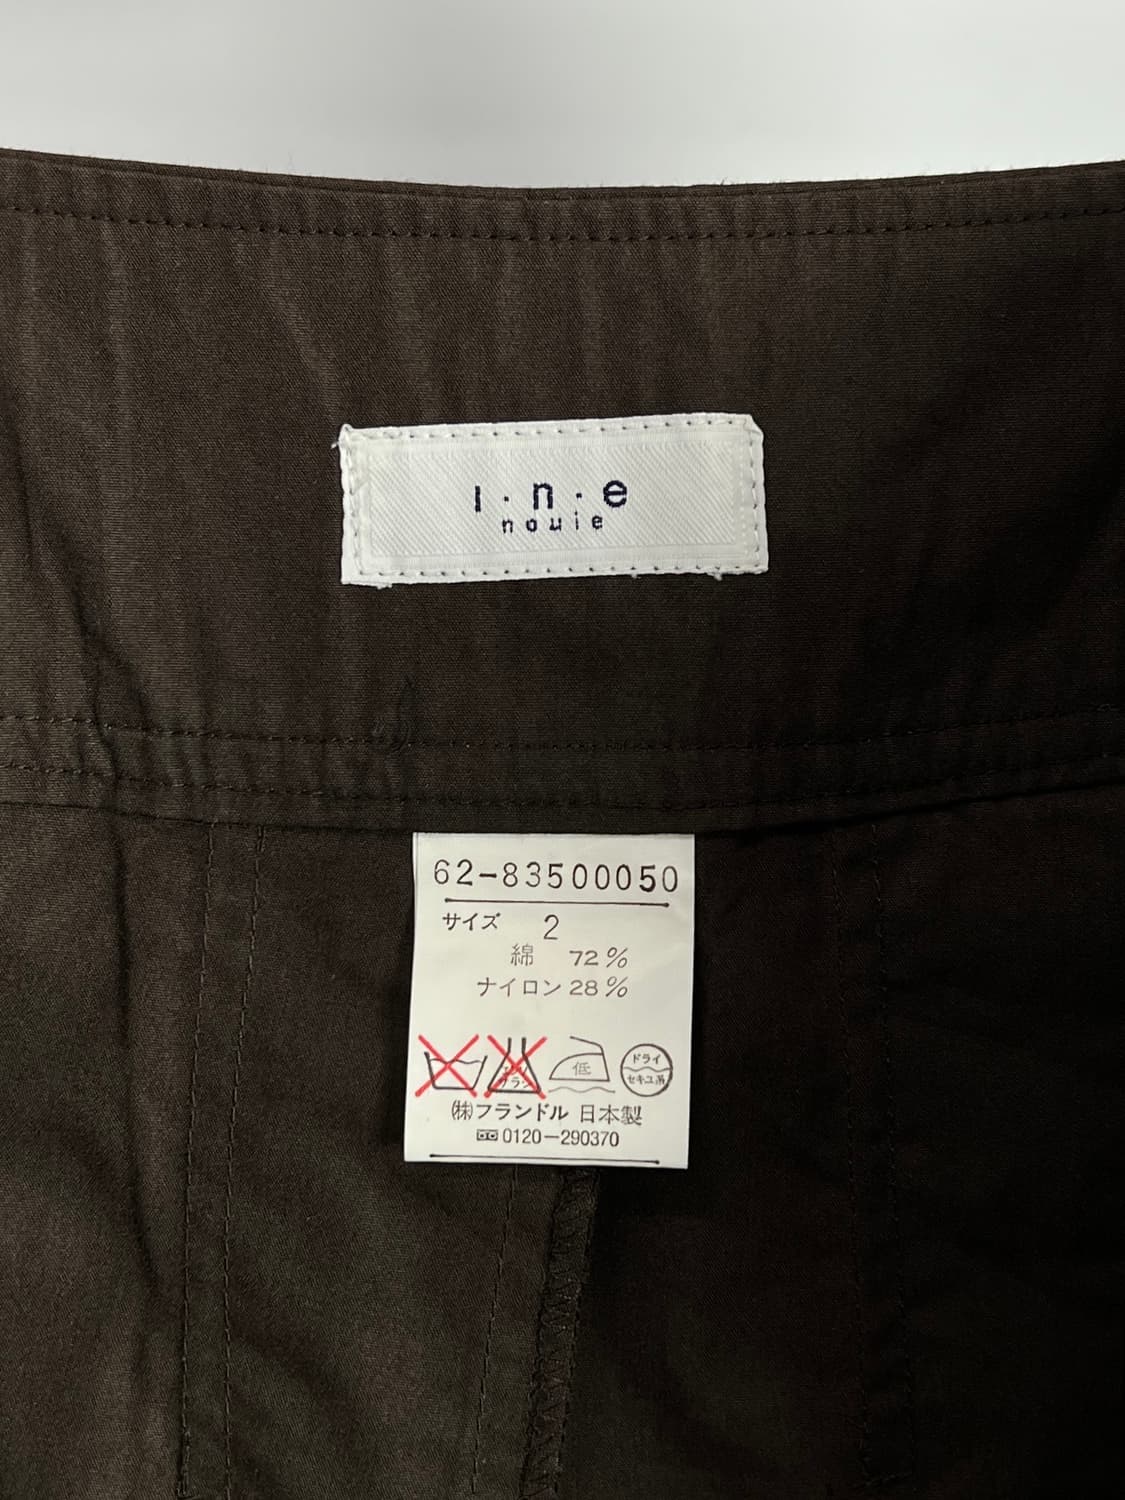 I・n・e
nouie
62-83500050
サイズ 2
綿 72%
ナイロン 28%
低
ドライ
セキユ系
(株)フランドル 日本製
0120-290370